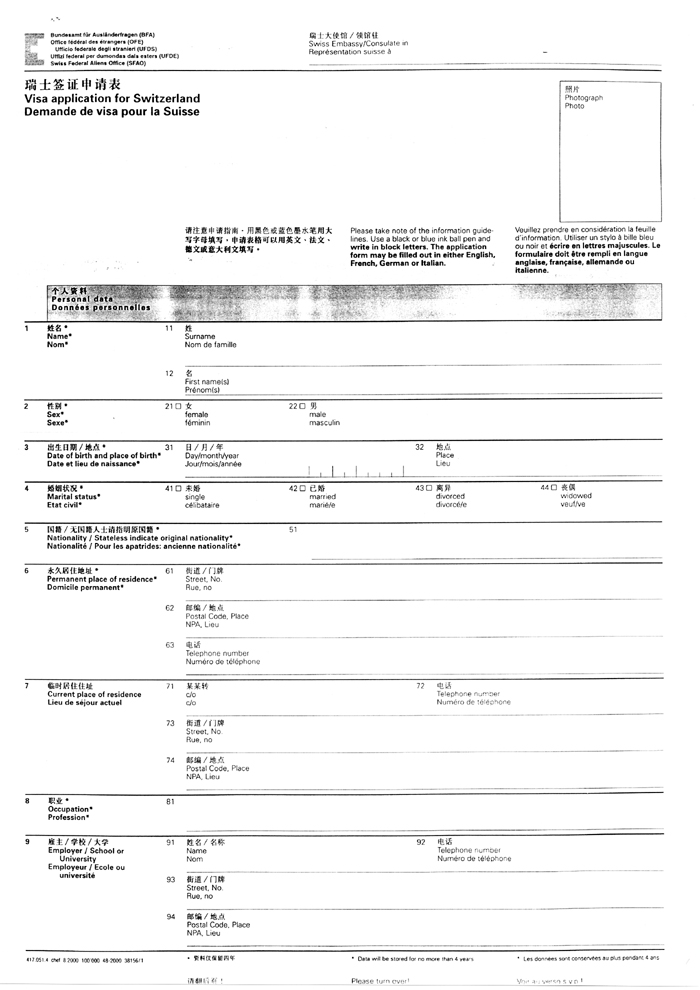 Bundesamt für Ausländerfragen (BFA)
Office fédéral des étrangers (OFE)
Ufficio federale degli stranieri (UFDS)
Uffizi federal per dumondas dals esters (UFDE)
Swiss Federal Aliens Office (SFAO)
瑞士大使馆 / 领馆驻
Swiss Embassy/Consulate in
Représentation suisse à
瑞士签证申请表
Visa application for Switzerland
Demande de visa pour la Suisse
照片
Photograph
Photo
请注意申请指南。用黑色或蓝色墨水笔用大
写字母填写。申请表格可以用英文、法文、
德文或意大利文填写。
Please take note of the information guide-
lines. Use a black or blue ink ball pen and
write in block letters. The application
form may be filled out in either English,
French, German or Italian.
Veuillez prendre en considération la feuille
d'information. Utiliser un stylo à bille bleu
ou noir et écrire en lettres majuscules. Le
formulaire doit être rempli en langue
anglaise, française, allemande ou
italienne.
个人资料
Personal data
Données personnelles
1 姓名 * 11 姓
Name* Surname
Nom* Nom de famille
12 名
First name(s)
Prénom(s)
2 性别 * 21 □ 女 22 □ 男
Sex* female male
Sexe* féminin masculin
3 出生日期 / 地点 * 31 日 / 月 / 年 32 地点
Date of birth and place of birth* Day/month/year Place
Date et lieu de naissance* Jour/mois/année Lieu
4 婚姻状况 * 41 □ 未婚 42 □ 已婚 43 □ 离异 44 □ 丧偶
Marital status* single married divorced widowed
Etat civil* célibataire marié/e divorcé/e veuf/ve
5 国籍 / 无国籍人士请指明原国籍 * 51
Nationality / Stateless indicate original nationality*
Nationalité / Pour les apatrides: ancienne nationalité*
6 永久居住地址 * 61 街道 / 门牌
Permanent place of residence* Street, No.
Domicile permanent* Rue, no
62 邮编 / 地点
Postal Code, Place
NPA, Lieu
63 电话
Telephone number
Numéro de téléphone
7 临时居住住址 71 某某转 72 电话
Current place of residence c/o Telephone number
Lieu de séjour actuel c/o Numéro de téléphone
73 街道 / 门牌
Street, No.
Rue, no
74 邮编 / 地点
Postal Code, Place
NPA, Lieu
8 职业 * 81
Occupation*
Profession*
9 雇主 / 学校 / 大学 91 姓名 / 名称 92 电话
Employer / School or Name Telephone number
University Nom Numéro de téléphone
Employeur / Ecole ou 93 街道 / 门牌
université Street, No.
Rue, no
94 邮编 / 地点
Postal Code, Place
NPA, Lieu
417.051.4 chef 8.2000 100'000 48-2000 38156/1 * 资料仅保留四年 * Data will be stored for no more than 4 years * Les données sont conservées au plus pendant 4 ans
请翻后页! Please turn over! Voir au verso s.v.p.!